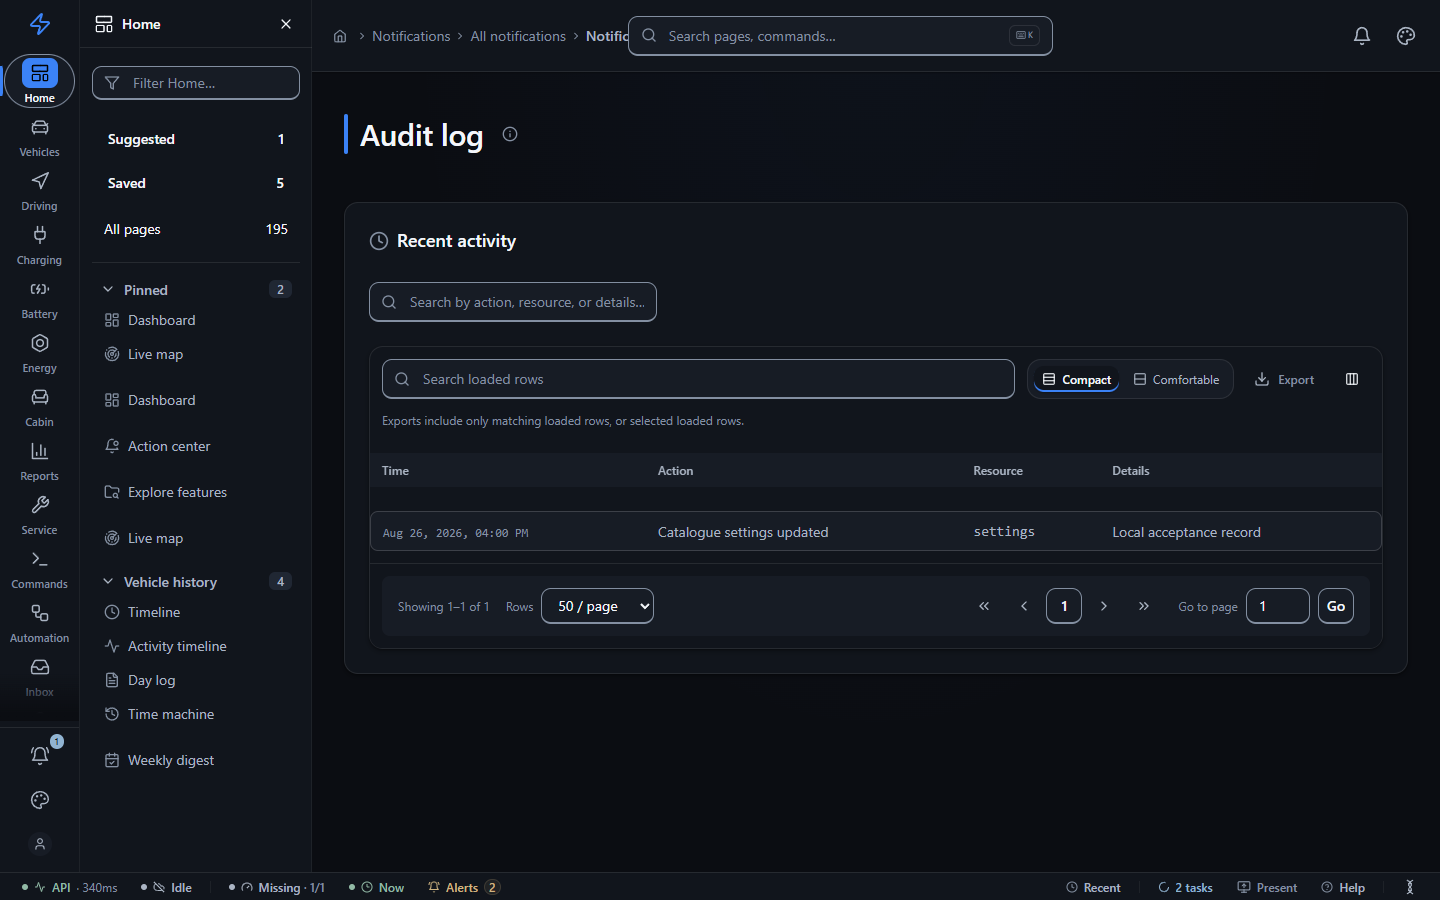 Home
Notifications
All notifications
Notific
Search pages, commands...
K
Home
Vehicles
Driving
Charging
Battery
Energy
Cabin
Reports
Service
Commands
Automation
Inbox
1
Filter Home...
Suggested 1
Saved 5
All pages 195
Pinned 2
Dashboard
Live map
Dashboard
Action center
Explore features
Live map
Vehicle history 4
Timeline
Activity timeline
Day log
Time machine
Weekly digest
Audit log
Recent activity
Search by action, resource, or details...
Search loaded rows
Compact
Comfortable
Export
Exports include only matching loaded rows, or selected loaded rows.
Time Action Resource Details
Aug 26, 2026, 04:00 PM Catalogue settings updated settings Local acceptance record
Showing 1–1 of 1 Rows 50 / page 1 Go to page 1 Go
API · 340ms Idle Missing · 1/1 Now Alerts 2 Recent 2 tasks Present Help